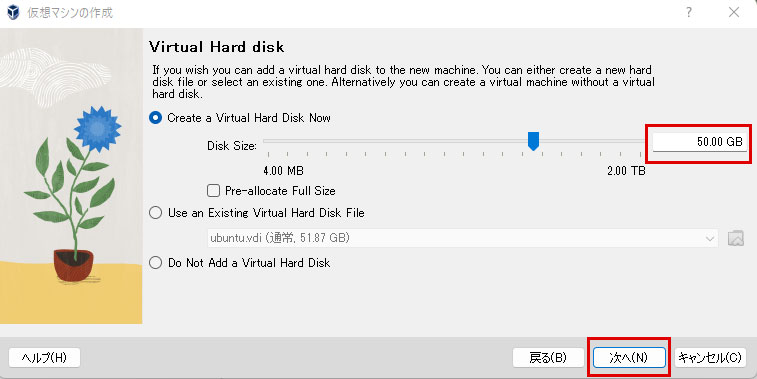 仮想マシンの作成
?
Virtual Hard disk
If you wish you can add a virtual hard disk to the new machine. You can either create a new hard
disk file or select an existing one. Alternatively you can create a virtual machine without a virtual
hard disk.
Create a Virtual Hard Disk Now
Disk Size:
50.00 GB
4.00 MB
2.00 TB
Pre-allocate Full Size
Use an Existing Virtual Hard Disk File
ubuntu.vdi (通常, 51.87 GB)
Do Not Add a Virtual Hard Disk
ヘルプ(H)
戻る(B)
次へ(N)
キャンセル(C)